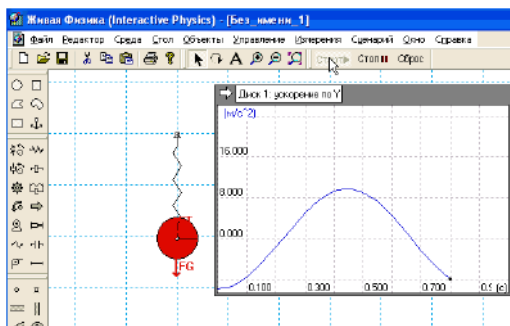 Живая Физика (Interactive Physics) - [Без_имени_1]
Файл Редактор Среда Стол Объекты Управление Измерения Сценарий Окно Справка
A Старт Стоп Сброс
Диск 1: ускорение по Y
(м/с^2)
16.000
8.000
0.000
0.100 0.300 0.500 0.700 (с)
FG